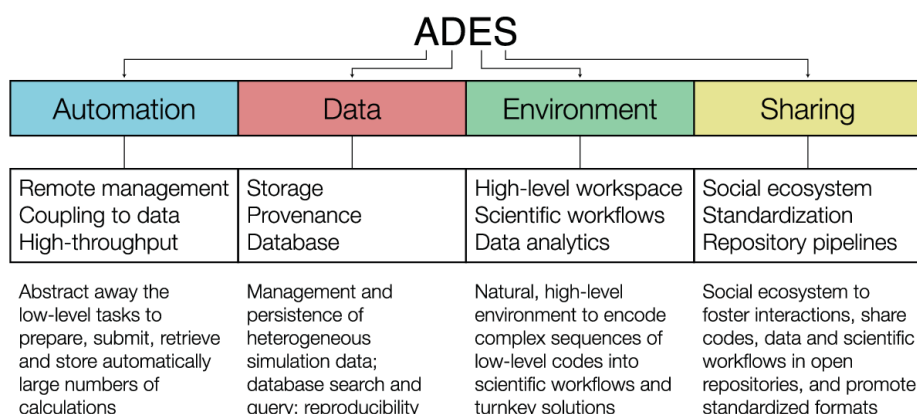 ADES
Automation
Data
Environment
Sharing
Remote management
Coupling to data
High-throughput
Storage
Provenance
Database
High-level workspace
Scientific workflows
Data analytics
Social ecosystem
Standardization
Repository pipelines
Abstract away the
low-level tasks to
prepare, submit, retrieve
and store automatically
large numbers of
calculations
Management and
persistence of
heterogeneous
simulation data;
database search and
query; reproducibility
Natural, high-level
environment to encode
complex sequences of
low-level codes into
scientific workflows and
turnkey solutions
Social ecosystem to
foster interactions, share
codes, data and scientific
workflows in open
repositories, and promote
standardized formats